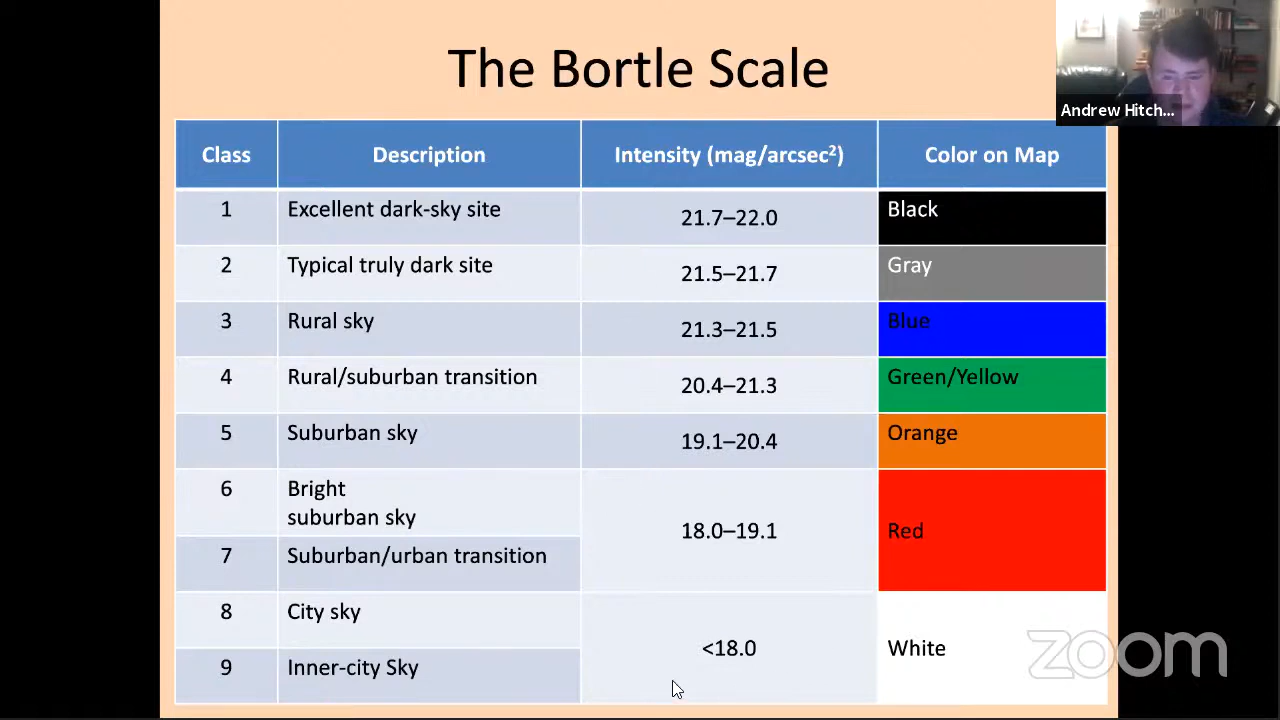 The Bortle Scale
Andrew Hitch...
Class Description Intensity (mag/arcsec²) Color on Map
1 Excellent dark-sky site 21.7–22.0 Black
2 Typical truly dark site 21.5–21.7 Gray
3 Rural sky 21.3–21.5 Blue
4 Rural/suburban transition 20.4–21.3 Green/Yellow
5 Suburban sky 19.1–20.4 Orange
6 Bright
suburban sky
18.0–19.1 Red
7 Suburban/urban transition
8 City sky
<18.0 White
9 Inner-city Sky
zoom